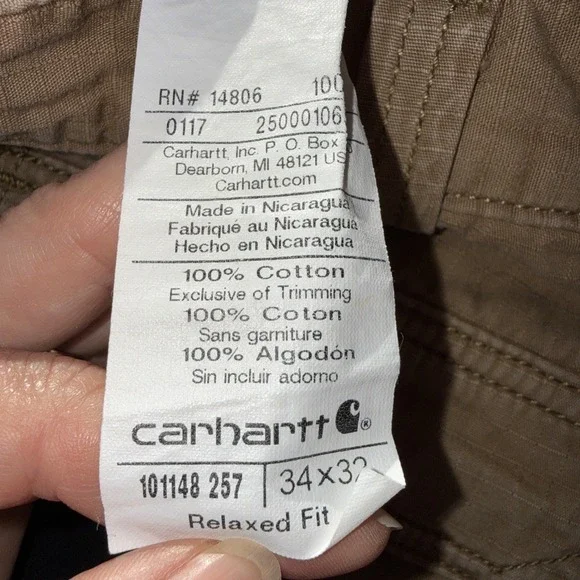 RN# 14806 100
0117 25000106
Carhartt, Inc. P. O. Box
Dearborn, MI 48121 US
Carhartt.com
Made in Nicaragua
Fabriqué au Nicaragua
Hecho en Nicaragua
100% Cotton
Exclusive of Trimming
100% Coton
Sans garniture
100% Algodón
Sin incluir adorno
carhartt ®
101148 257 34x32
Relaxed Fit